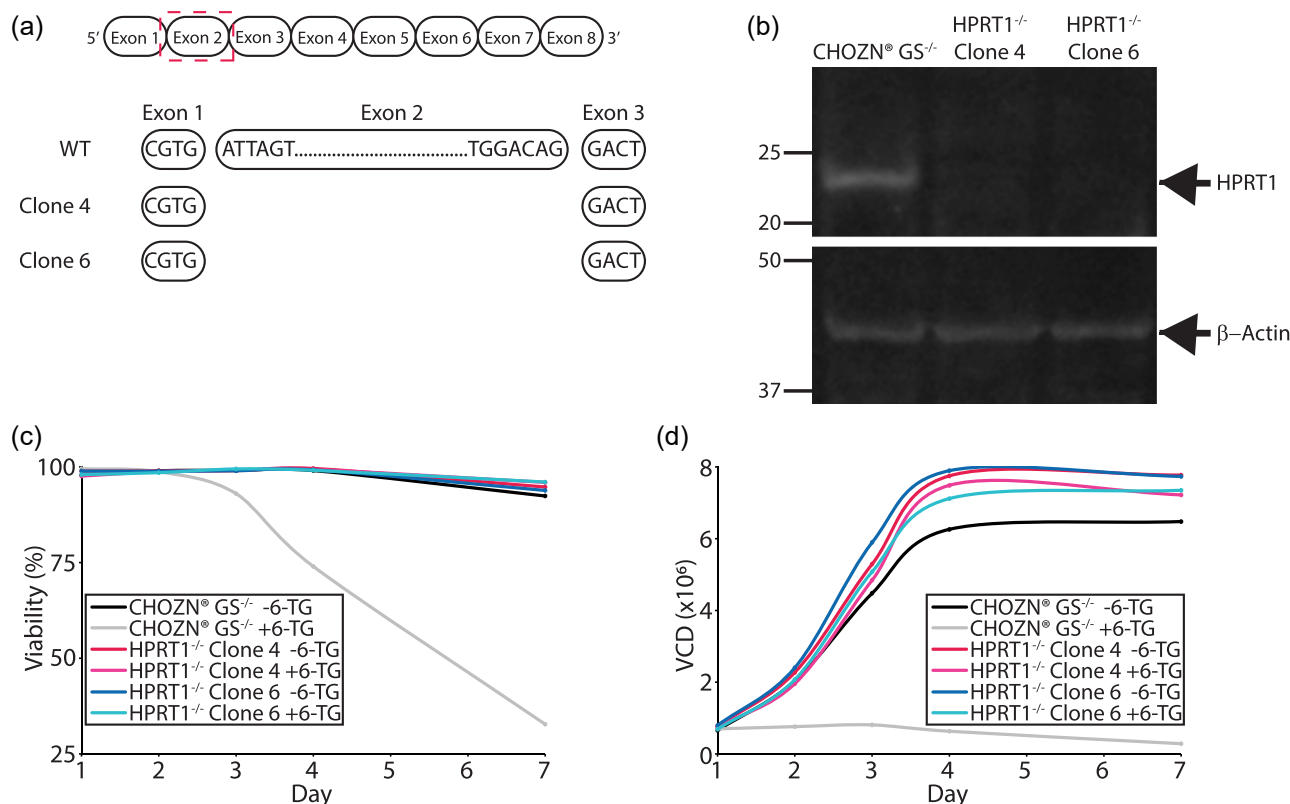 (a)
5′ Exon 1 Exon 2 Exon 3 Exon 4 Exon 5 Exon 6 Exon 7 Exon 8 3′
Exon 1 Exon 2 Exon 3
WT CGTG ATTAGT....................................TGGACAG GACT
Clone 4 CGTG GACT
Clone 6 CGTG GACT
(b)
CHOZN® GS-/- HPRT1-/- Clone 4 HPRT1-/- Clone 6
25
HPRT1
20
50
β–Actin
37
(c)
Viability (%)
100
75
50
25
CHOZN® GS-/- -6-TG
CHOZN® GS-/- +6-TG
HPRT1-/- Clone 4 -6-TG
HPRT1-/- Clone 4 +6-TG
HPRT1-/- Clone 6 -6-TG
HPRT1-/- Clone 6 +6-TG
1 2 3 4 5 6 7
Day
(d)
VCD (x10⁶)
8
6
4
2
0
CHOZN® GS-/- -6-TG
CHOZN® GS-/- +6-TG
HPRT1-/- Clone 4 -6-TG
HPRT1-/- Clone 4 +6-TG
HPRT1-/- Clone 6 -6-TG
HPRT1-/- Clone 6 +6-TG
1 2 3 4 5 6 7
Day